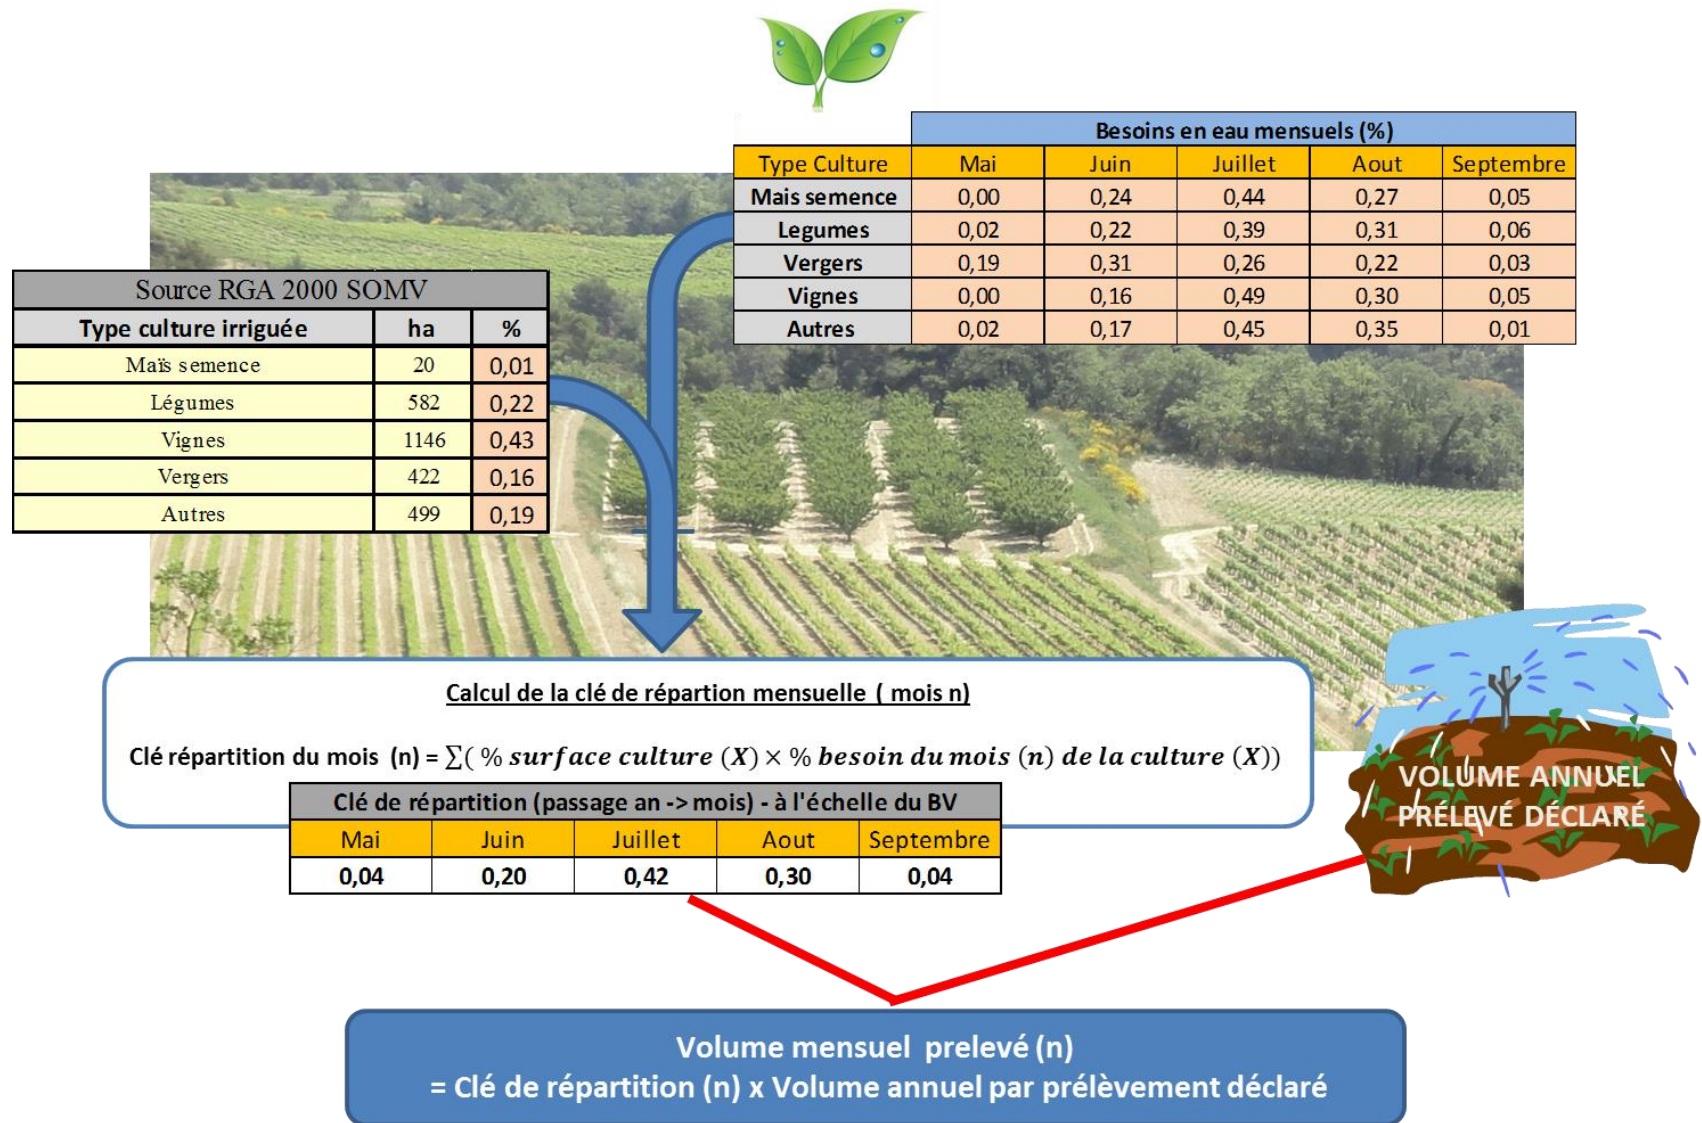 Besoins en eau mensuels (%)
Type Culture Mai Juin Juillet Aout Septembre
Mais semence 0,00 0,24 0,44 0,27 0,05
Legumes 0,02 0,22 0,39 0,31 0,06
Vergers 0,19 0,31 0,26 0,22 0,03
Vignes 0,00 0,16 0,49 0,30 0,05
Autres 0,02 0,17 0,45 0,35 0,01
Source RGA 2000 SOMV
Type culture irriguée ha %
Maïs semence 20 0,01
Légumes 582 0,22
Vignes 1146 0,43
Vergers 422 0,16
Autres 499 0,19
Calcul de la clé de répartion mensuelle ( mois n)
Clé répartition du mois (n) = ∑( % surface culture (X) × % besoin du mois (n) de la culture (X))
Clé de répartition (passage an -> mois) - à l'échelle du BV
Mai Juin Juillet Aout Septembre
0,04 0,20 0,42 0,30 0,04
VOLUME ANNUEL
PRÉLEVÉ DÉCLARÉ
Volume mensuel prelevé (n)
= Clé de répartition (n) x Volume annuel par prélèvement déclaré